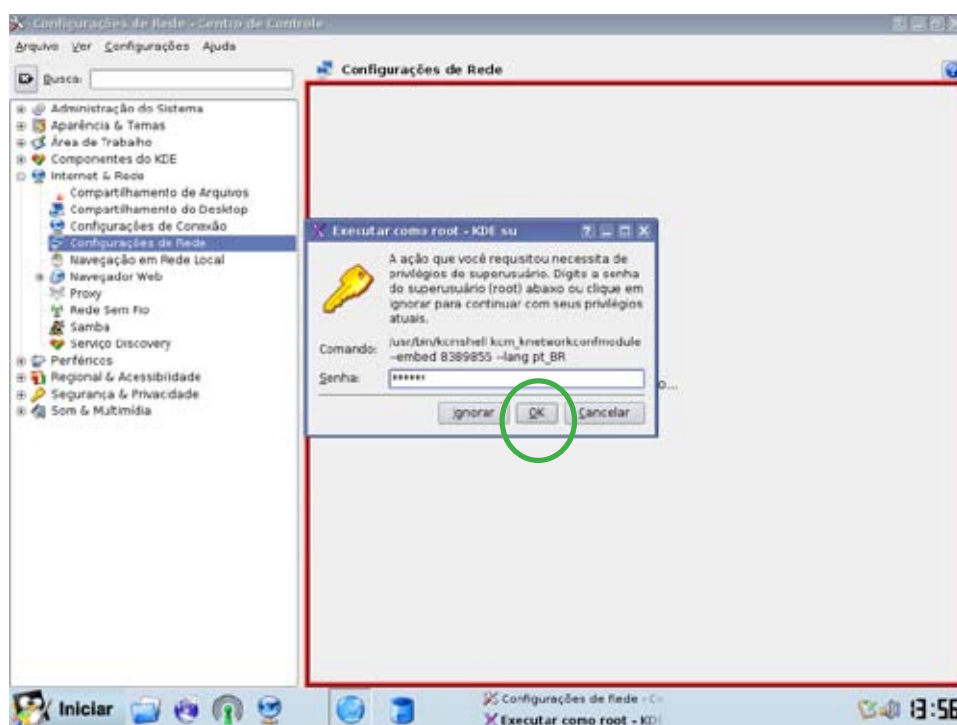 Configurações de Rede - Centro de Controle
Arquivo Ver Configurações Ajuda
Busca:
Configurações de Rede
Administração do Sistema
Aparência & Temas
Área de Trabalho
Componentes do KDE
Internet & Rede
Compartilhamento de Arquivos
Compartilhamento do Desktop
Configurações de Conexão
Configurações de Rede
Navegação em Rede Local
Navegador Web
Proxy
Rede Sem Fio
Samba
Serviço Discovery
Periféricos
Regional & Acessibilidade
Segurança & Privacidade
Som & Multimídia
Executar como root - KDE su
A ação que você requisitou necessita de
privilégios de superusuário. Digite a senha
do superusuário (root) abaixo ou clique em
ignorar para continuar com seus privilégios
atuais.
Comando: /usr/bin/kcmshell kcm_knetworkconfmodule
--embed 8389855 --lang pt_BR
Senha: ******
o...
Ignorar OK Cancelar
Iniciar
Configurações de Rede - C
Executar como root - KD
13:56